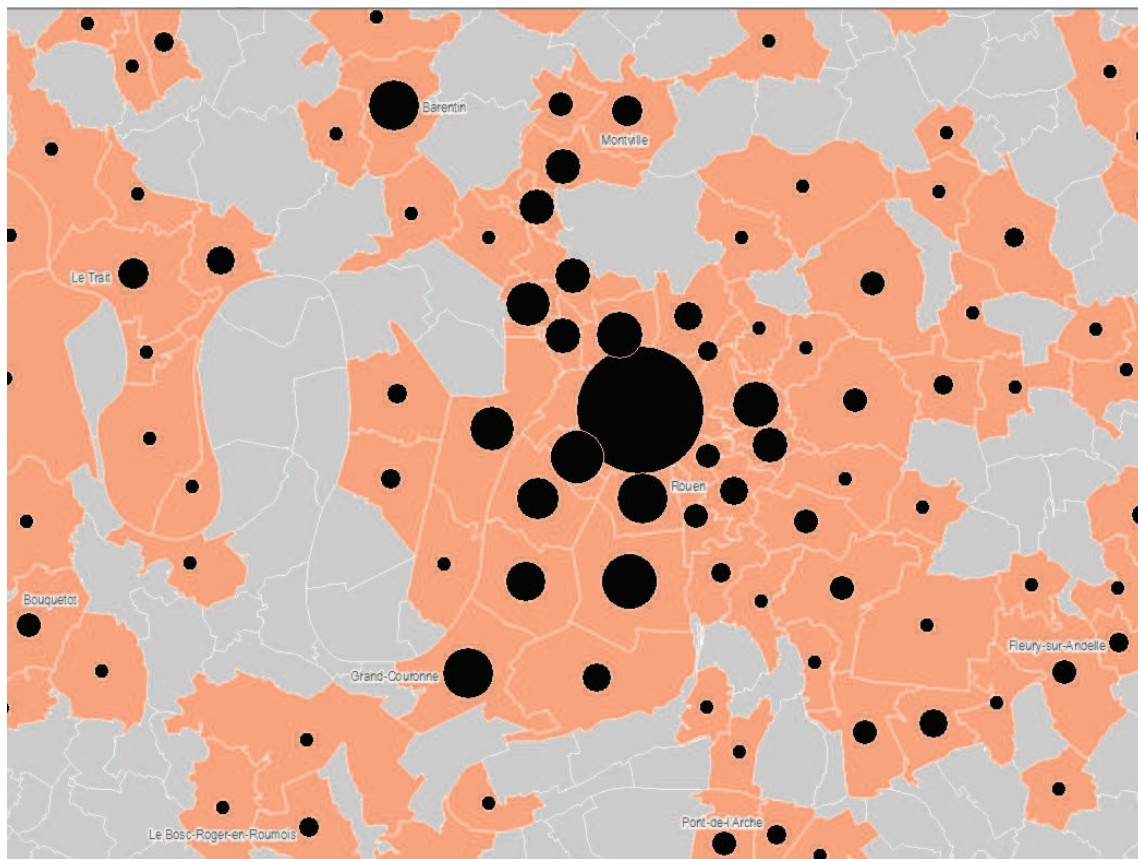 Barentin
Montville
Le Trait
Rouen
Bouquetot
Fleury-sur-Andelle
Grand-Couronne
Le Bosc-Roger-en-Roumois
Pont-de-l'Arche